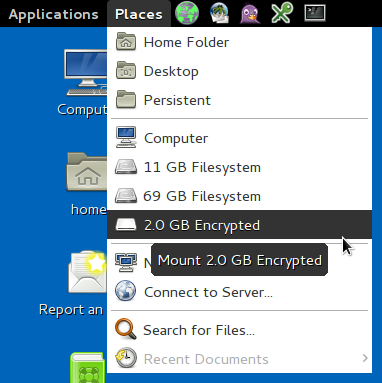 Applications Places
Home Folder
Desktop
Persistent
Computer
11 GB Filesystem
69 GB Filesystem
2.0 GB Encrypted
Mount 2.0 GB Encrypted
N
Connect to Server...
Search for Files...
Recent Documents
Comput
home
Report an